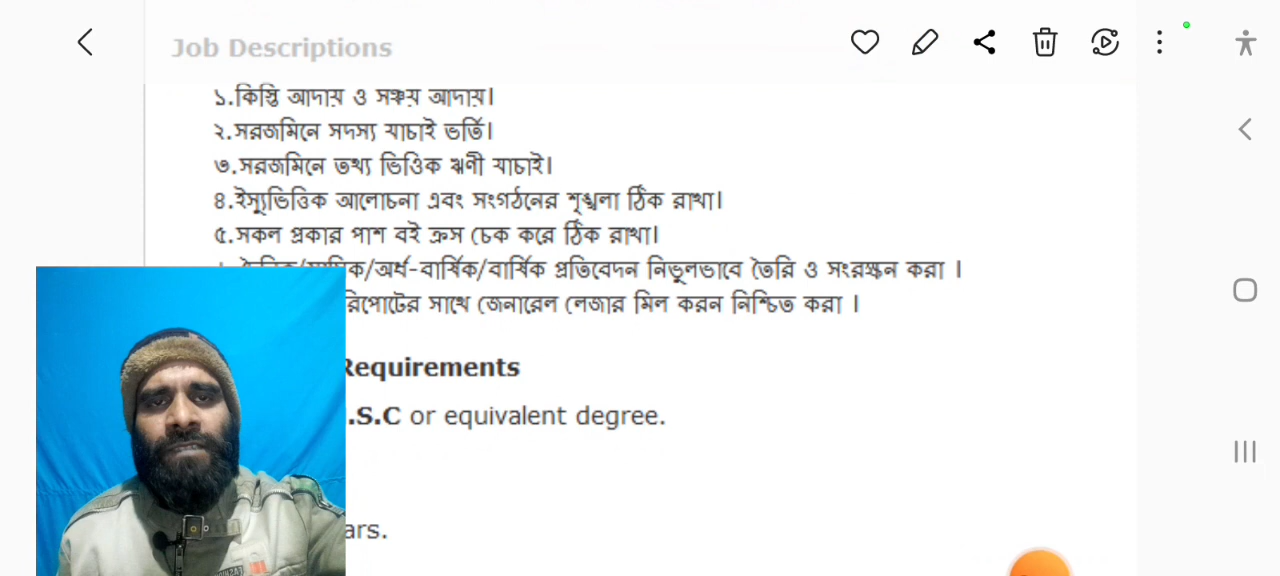 Job Descriptions
১.কিস্তি আদায় ও সঞ্চয় আদায়।
২.সরজমিনে সদস্য যাচাই ভর্তি।
৩.সরজমিনে তথ্য ভিত্তিক ঋণী যাচাই।
৪.ইস্যুভিত্তিক আলোচনা এবং সংগঠনের শৃঙ্খলা ঠিক রাখা।
৫.সকল প্রকার পাশ বই ক্রস চেক করে ঠিক রাখা।
/অর্ধ-বার্ষিক/বার্ষিক প্রতিবেদন নির্ভুলভাবে তৈরি ও সংরক্ষন করা ।
রিপোর্টের সাথে জেনারেল লেজার মিল করন নিশ্চিত করা ।
Requirements
.S.C or equivalent degree.
ars.